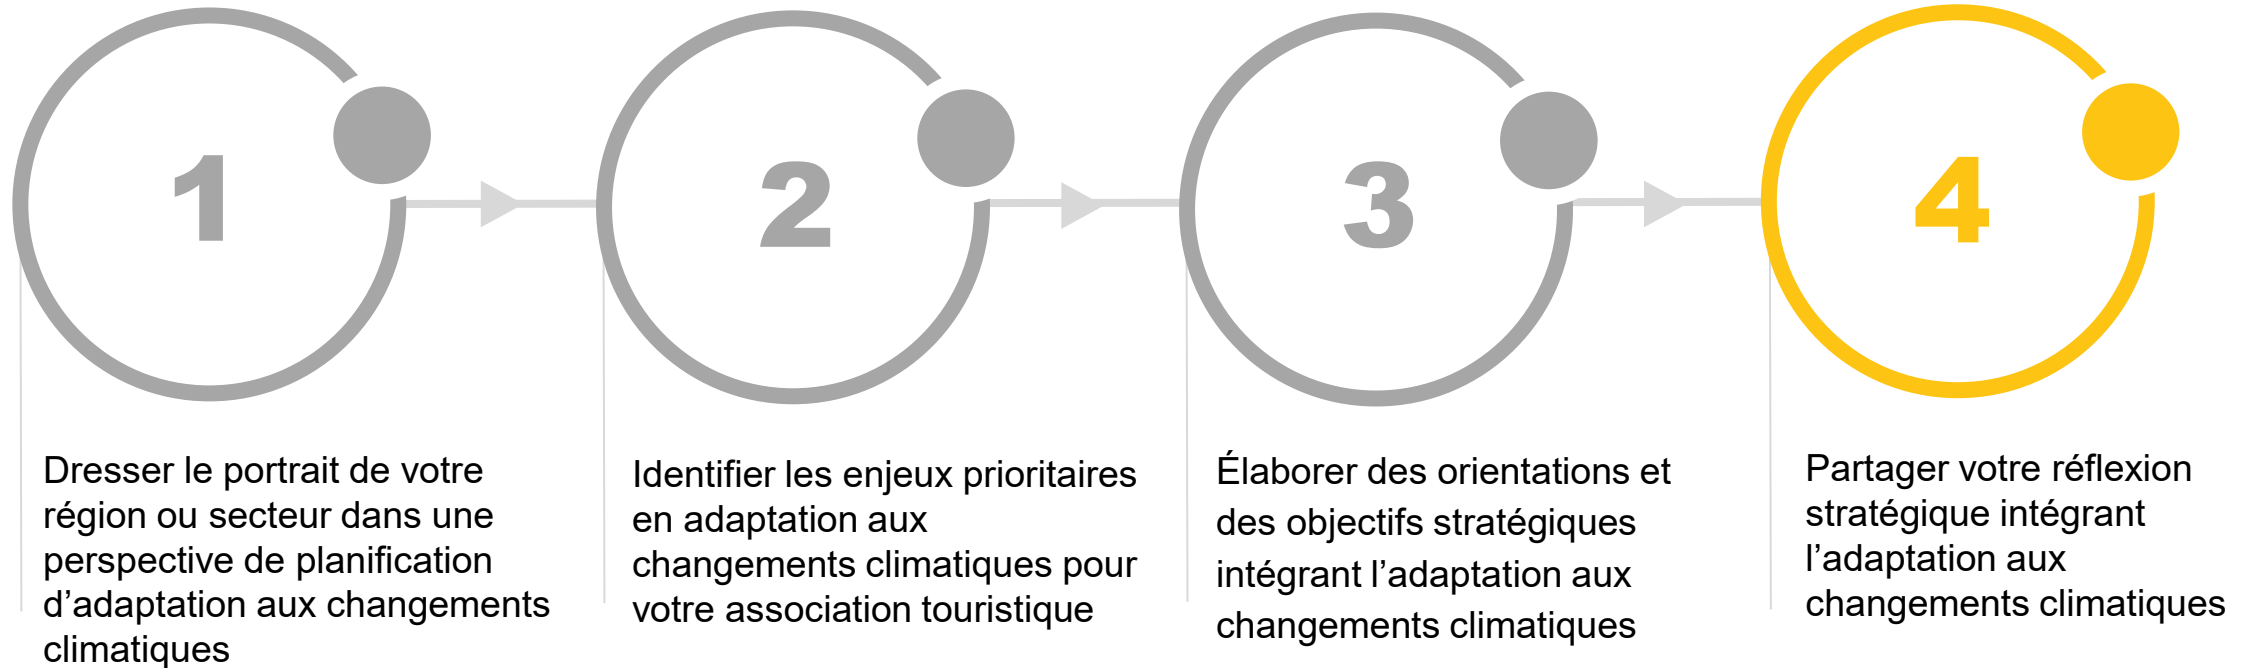 1
Dresser le portrait de votre
région ou secteur dans une
perspective de planification
d’adaptation aux changements
climatiques
2
Identifier les enjeux prioritaires
en adaptation aux
changements climatiques pour
votre association touristique
3
Élaborer des orientations et
des objectifs stratégiques
intégrant l’adaptation aux
changements climatiques
4
Partager votre réflexion
stratégique intégrant
l’adaptation aux
changements climatiques